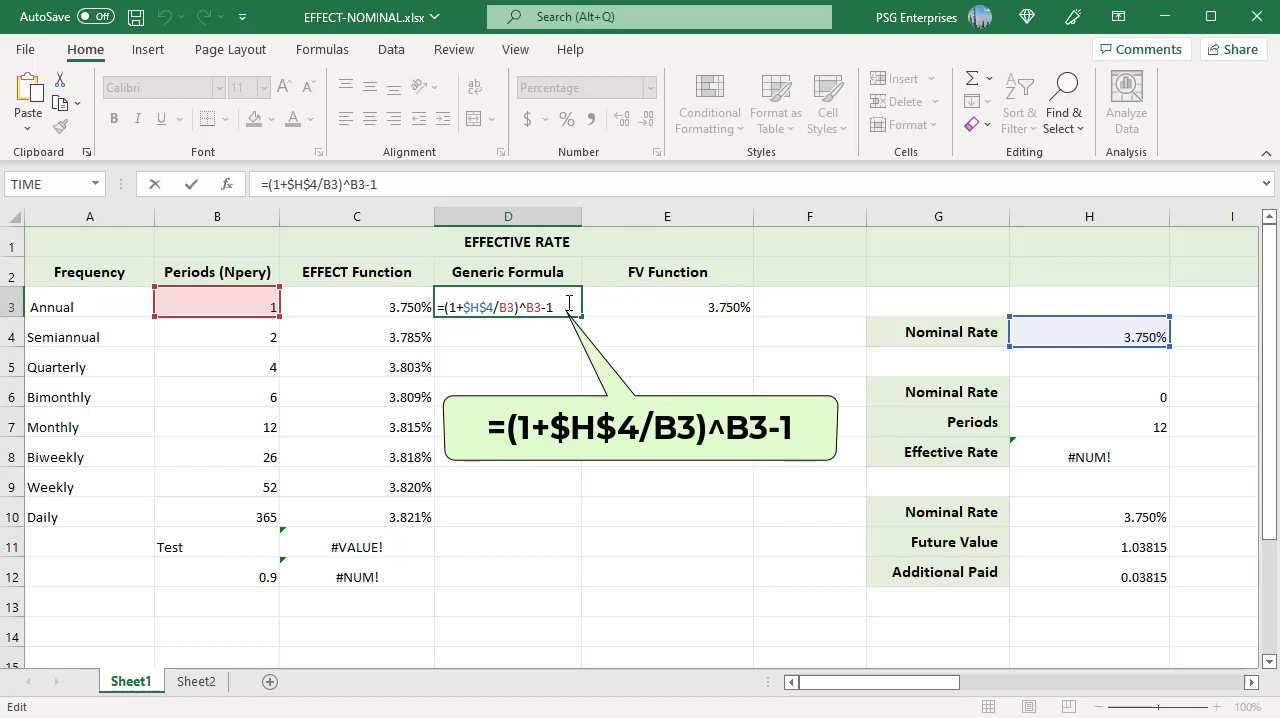 AutoSave Off EFFECT-NOMINAL.xlsx Search (Alt+Q) PSG Enterprises
File Home Insert Page Layout Formulas Data Review View Help Comments Share
Paste
Calibri 11
B I U A
ab
Percentage
$ %
Conditional Formatting
Format as Table
Cell Styles
Insert
Delete
Format
Sort & Filter
Find & Select
Analyze Data
Clipboard Font Alignment Number Styles Cells Editing Analysis
TIME fx =(1+$H$4/B3)^B3-1
A B C D E F G H I
1 EFFECTIVE RATE
2 Frequency Periods (Npery) EFFECT Function Generic Formula FV Function
3 Annual 1 3.750% =(1+$H$4/B3)^B3-1 3.750%
4 Semiannual 2 3.785% Nominal Rate 3.750%
5 Quarterly 4 3.803%
6 Bimonthly 6 3.809% Nominal Rate 0
7 Monthly 12 3.815% Periods 12
=(1+$H$4/B3)^B3-1
8 Biweekly 26 3.818% Effective Rate #NUM!
9 Weekly 52 3.820%
10 Daily 365 3.821% Nominal Rate 3.750%
11 Test #VALUE! Future Value 1.03815
12 0.9 #NUM! Additional Paid 0.03815
13
14
15
Sheet1 Sheet2
Edit 100%